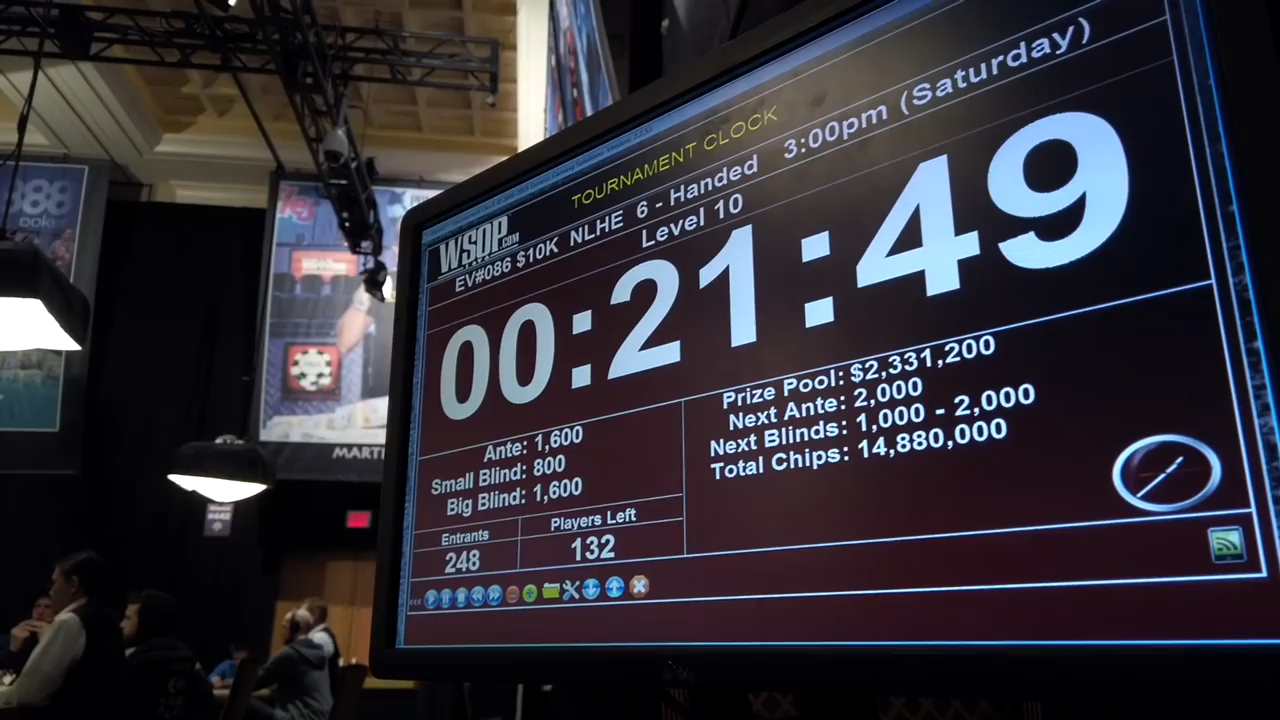 TOURNAMENT CLOCK
WSOP.COM
EV#086 $10K NLHE 6 - Handed 3:00pm (Saturday)
Level 10
00:21:49
Ante: 1,600
Small Blind: 800
Big Blind: 1,600
Entrants
248
Players Left
132
Prize Pool: $2,331,200
Next Ante: 2,000
Next Blinds: 1,000 - 2,000
Total Chips: 14,880,000
888
poker
MARTI